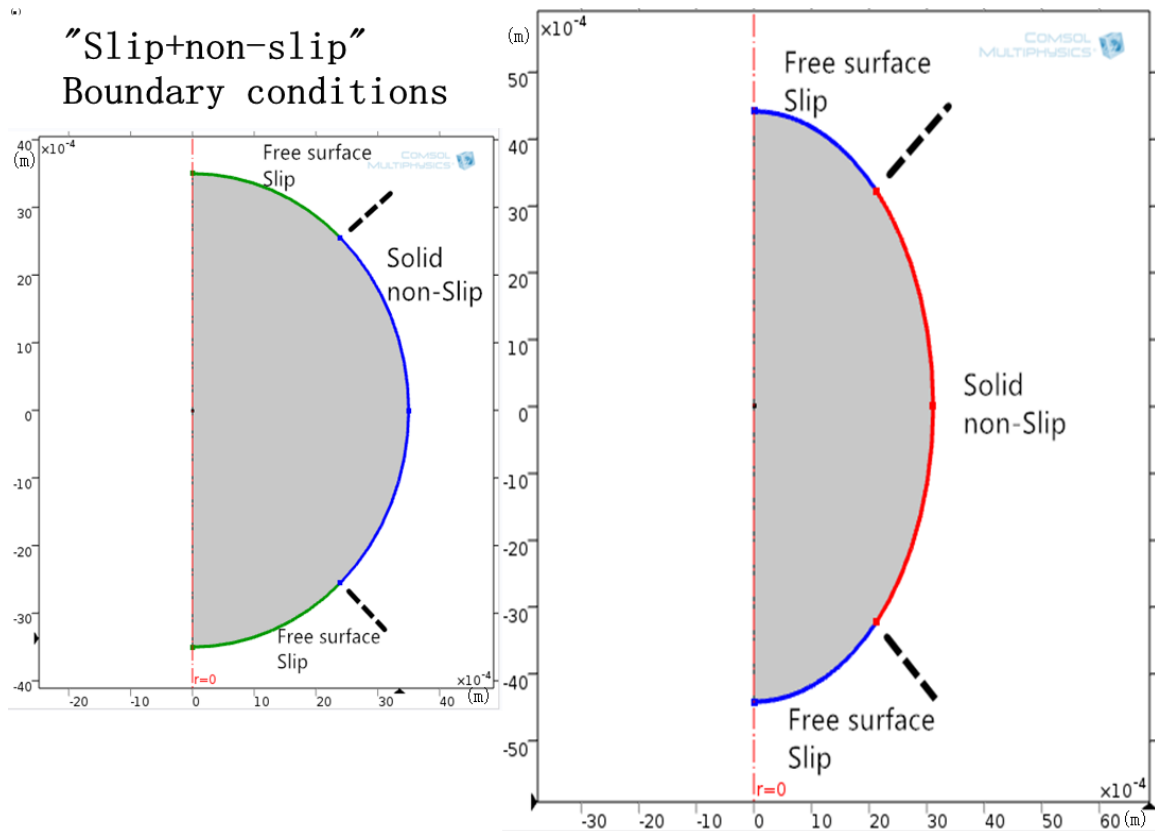 "Slip+non-slip"
Boundary conditions
×10⁻⁴
(m)
40
30
20
10
0
-10
-20
-30
-40
-20
-10
0
10
20
30
40
×10⁻⁴
(m)
r=0
COMSOL
MULTIPHYSICS
Free surface
Slip
Solid
non-Slip
Free surface
Slip
(m)
×10⁻⁴
50
40
30
20
10
0
-10
-20
-30
-40
-50
-30
-20
-10
0
10
20
30
40
50
60
(m)
×10⁻⁴
r=0
COMSOL
MULTIPHYSICS
Free surface
Slip
Solid
non-Slip
Free surface
Slip